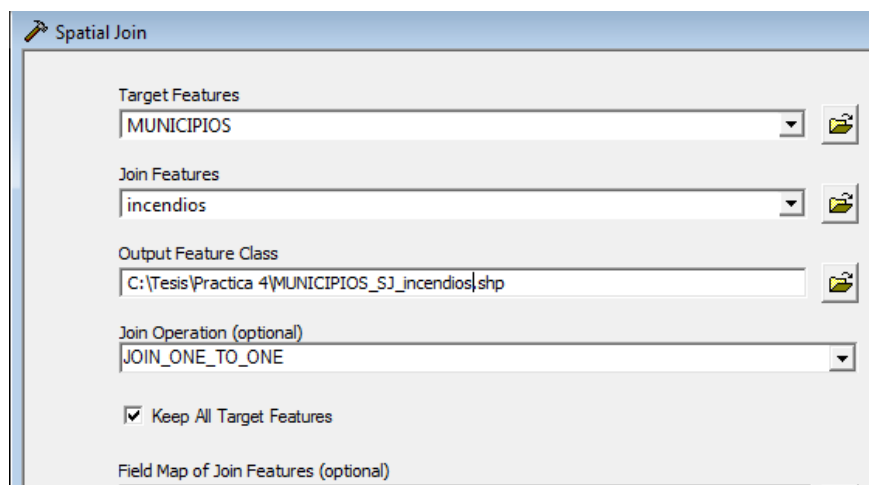 Spatial Join
Target Features
MUNICIPIOS
Join Features
incendios
Output Feature Class
C:\Tesis\Practica 4\MUNICIPIOS_SJ_incendios.shp
Join Operation (optional)
JOIN_ONE_TO_ONE
Keep All Target Features
Field Map of Join Features (optional)